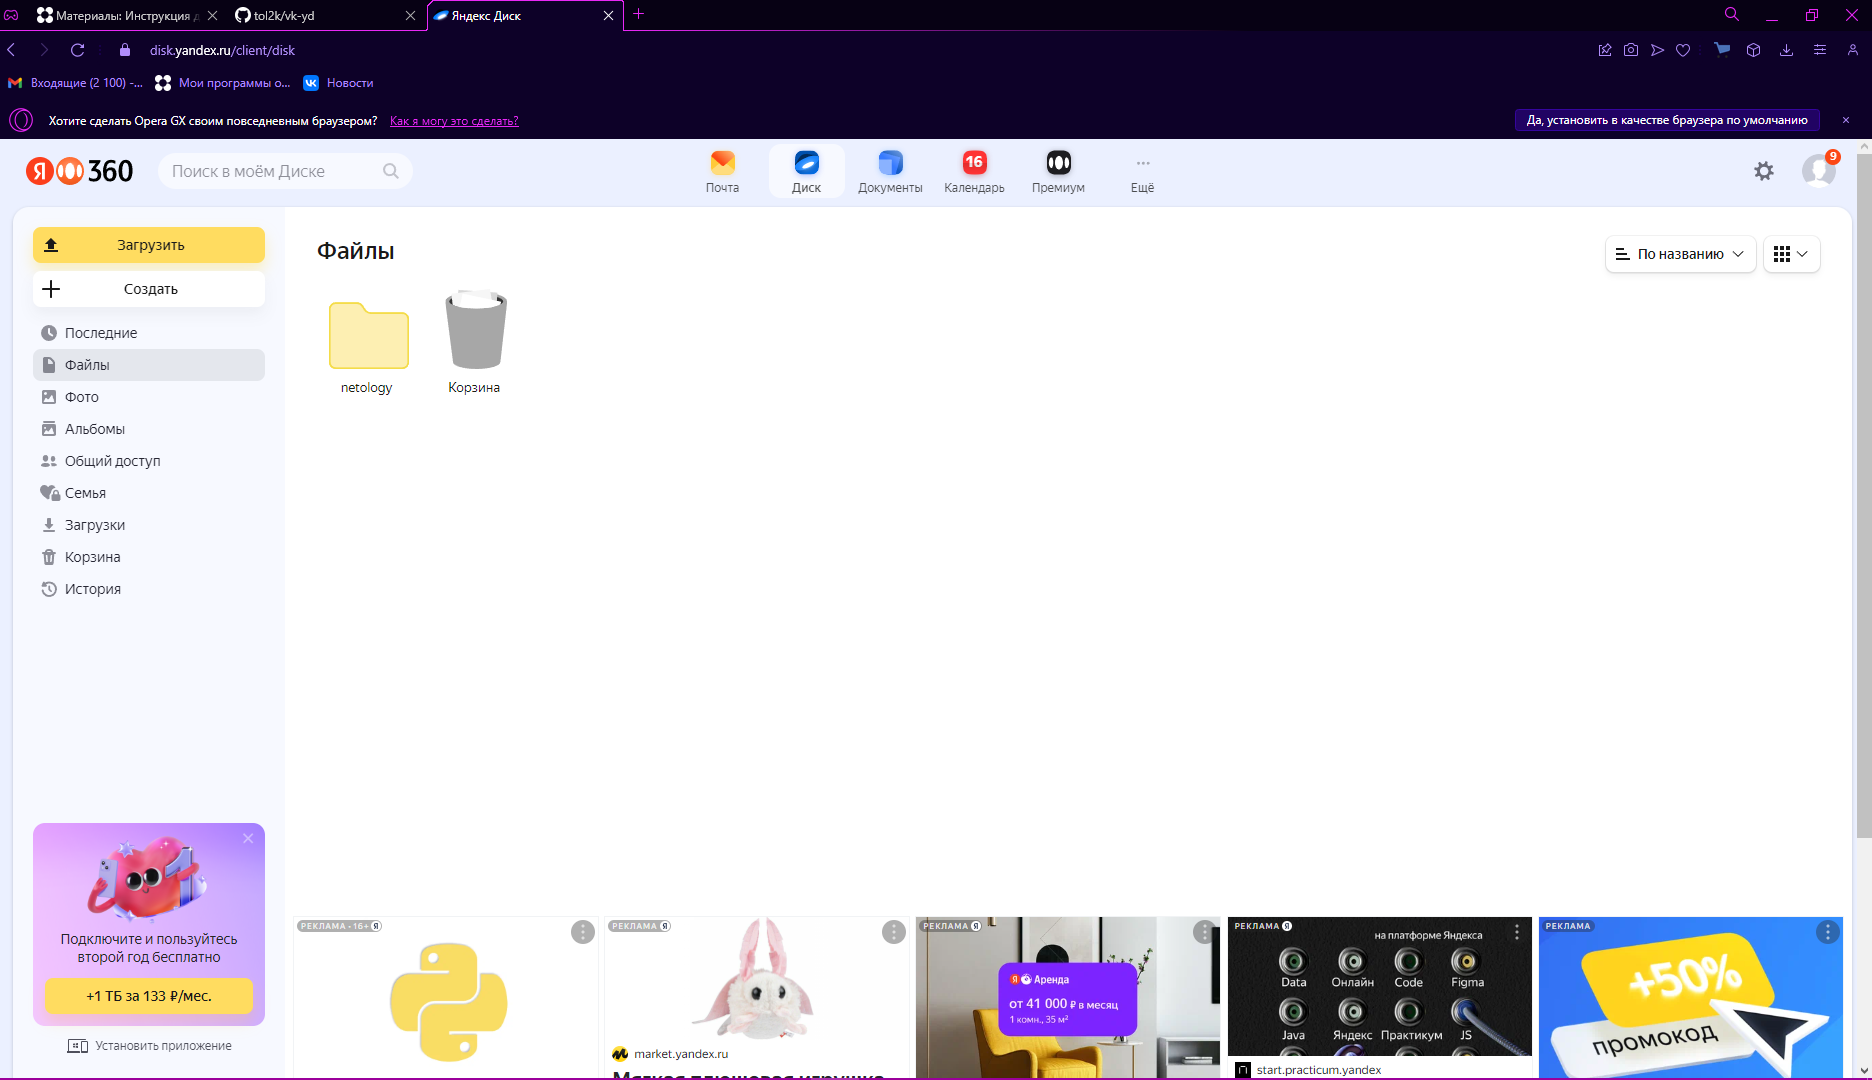 Материалы: Инструкция д
tol2k/vk-yd
Яндекс Диск
disk.yandex.ru/client/disk
Входящие (2 100) -...
Мои программы о...
Новости
Хотите сделать Opera GX своим повседневным браузером?
Как я могу это сделать?
Да, установить в качестве браузера по умолчанию
Я 360
Поиск в моём Диске
Почта
Диск
Документы
16
Календарь
Премиум
Ещё
9
Загрузить
Создать
Последние
Файлы
Фото
Альбомы
Общий доступ
Семья
Загрузки
Корзина
История
Файлы
По названию
netology
Корзина
Подключите и пользуйтесь
второй год бесплатно
+1 ТБ за 133 ₽/мес.
Установить приложение
РЕКЛАМА • 16+ Я
РЕКЛАМА Я
market.yandex.ru
Мягкая плюшевая игрушка
РЕКЛАМА Я
Я Аренда
от 41 000 ₽ в месяц
1 комн., 35 м²
РЕКЛАМА Я
на платформе Яндекса
Data Онлайн Code Figma
Java Яндекс Практикум JS
start.practicum.yandex
РЕКЛАМА
+50%
промокод